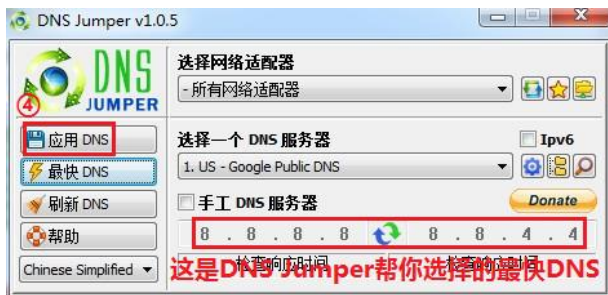 DNS Jumper v1.0.5
DNS
JUMPER
④
选择网络适配器
- 所有网络适配器
应用 DNS
选择一个 DNS 服务器
Ipv6
最快 DNS
1. US - Google Public DNS
刷新 DNS
手工 DNS 服务器
Donate
8 . 8 . 8 . 8
8 . 8 . 4 . 4
帮助
Chinese Simplified
这是DNS Jumper帮你选择的最快DNS